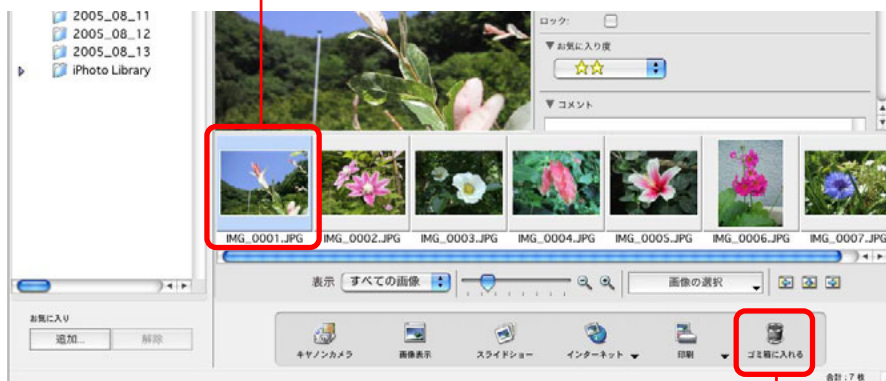 2005_08_11
2005_08_12
2005_08_13
iPhoto Library
ロック:
お気に入り度
コメント
IMG_0001.JPG
IMG_0002.JPG
IMG_0003.JPG
IMG_0004.JPG
IMG_0005.JPG
IMG_0006.JPG
IMG_0007.JPG
表示
すべての画像
画像の選択
お気に入り
追加...
解除
キヤノンカメラ
画像表示
スライドショー
インターネット
印刷
ゴミ箱に入れる
合計:7 枚